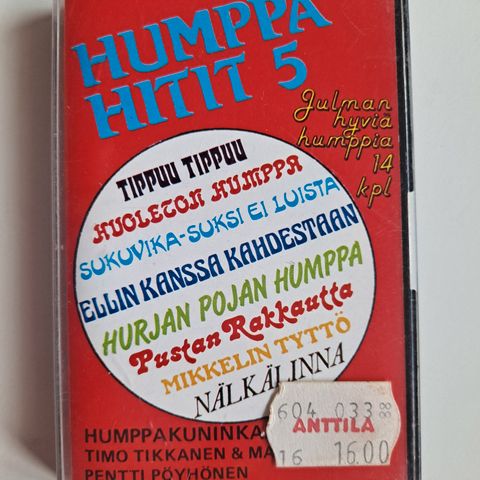 HUMPPA
HITIT 5
Julman
hyviä
humppia
14
kpl
TIPPUU TIPPUU
HUOLETON HUMPPA
SUKUVIKA-SUKSI EI LUISTA
ELLIN KANSSA KAHDESTAAN
HURJAN POJAN HUMPPA
Pustan Rakkautta
MIKKELIN TYTTÖ
NÄLKÄLINNA
604 033 88
ANTTILA
16 16.00
HUMPPAKUNINKA
TIMO TIKKANEN & MA
PENTTI PÖYHÖNEN